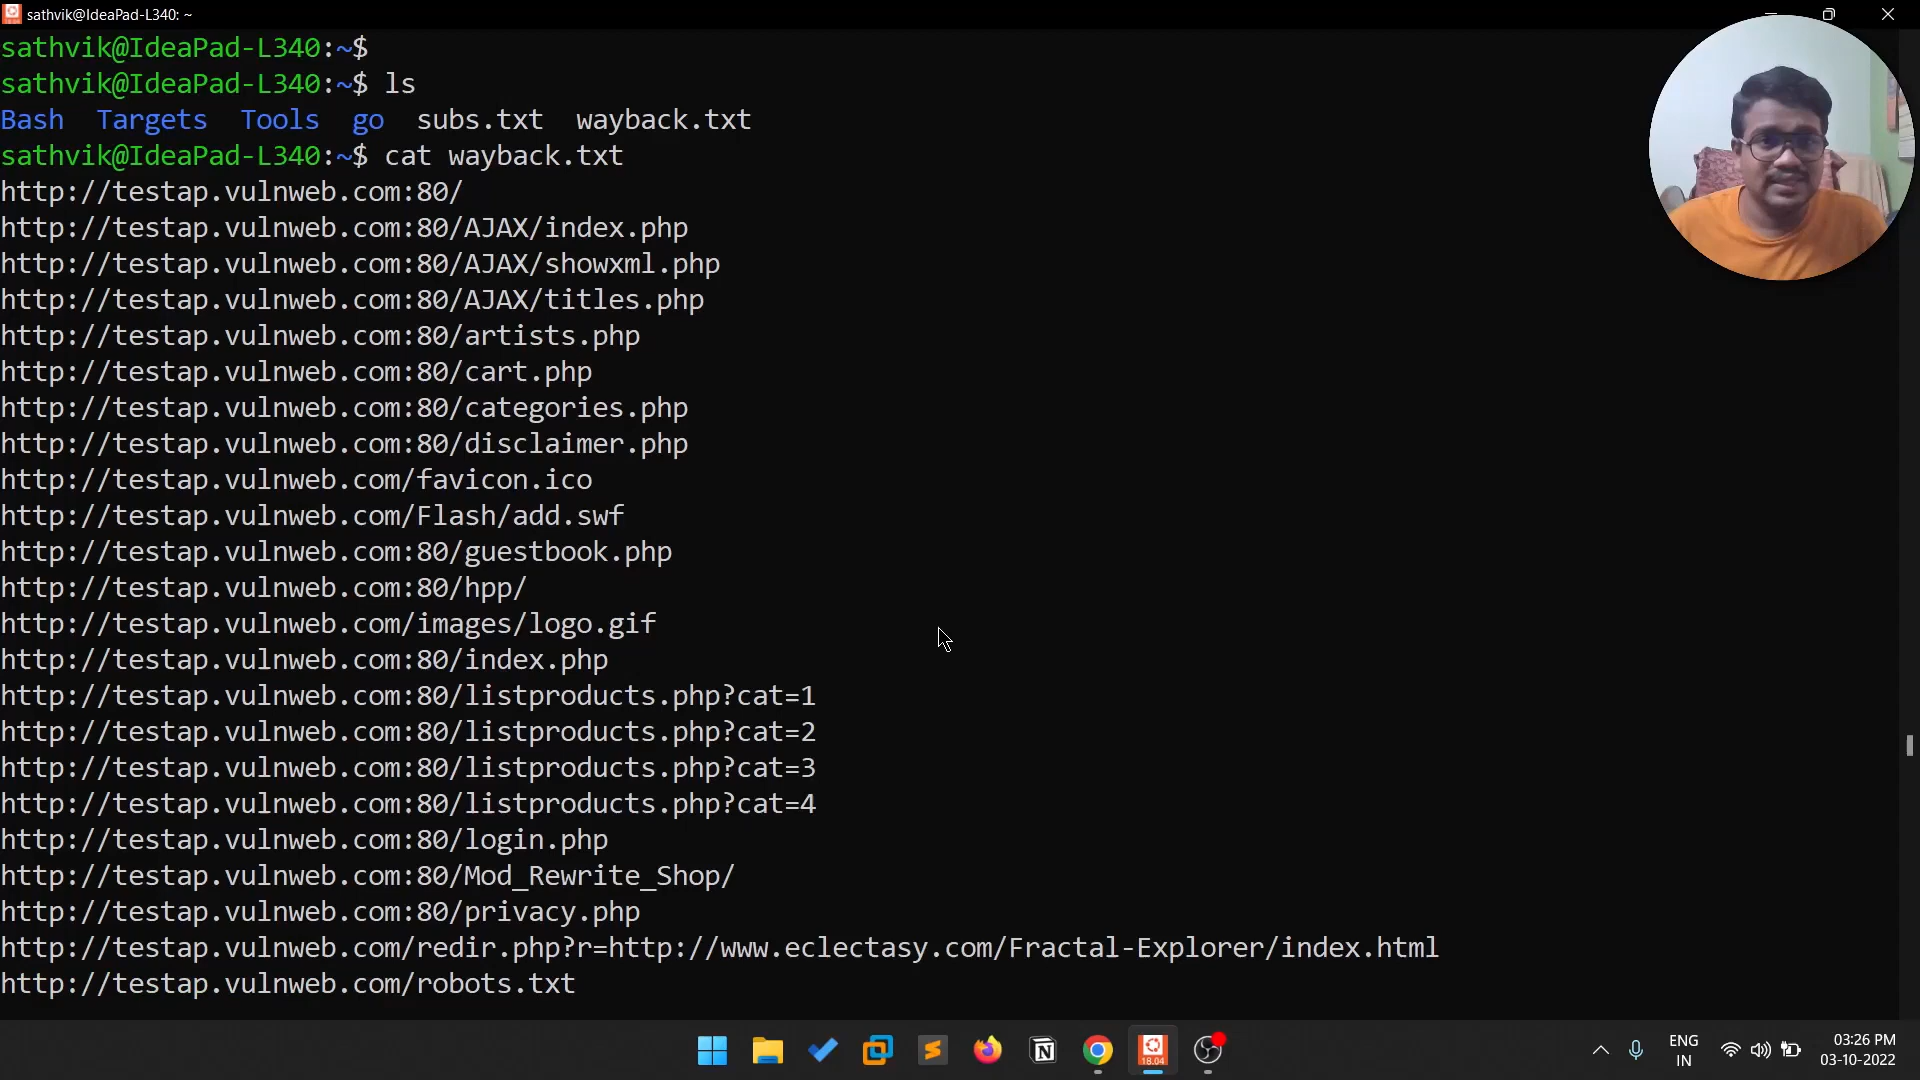 sathvik@IdeaPad-L340: ~
sathvik@IdeaPad-L340:~$
sathvik@IdeaPad-L340:~$ ls
Bash  Targets  Tools  go  subs.txt  wayback.txt
sathvik@IdeaPad-L340:~$ cat wayback.txt
http://testap.vulnweb.com:80/
http://testap.vulnweb.com:80/AJAX/index.php
http://testap.vulnweb.com:80/AJAX/showxml.php
http://testap.vulnweb.com:80/AJAX/titles.php
http://testap.vulnweb.com:80/artists.php
http://testap.vulnweb.com:80/cart.php
http://testap.vulnweb.com:80/categories.php
http://testap.vulnweb.com:80/disclaimer.php
http://testap.vulnweb.com/favicon.ico
http://testap.vulnweb.com/Flash/add.swf
http://testap.vulnweb.com:80/guestbook.php
http://testap.vulnweb.com:80/hpp/
http://testap.vulnweb.com/images/logo.gif
http://testap.vulnweb.com:80/index.php
http://testap.vulnweb.com:80/listproducts.php?cat=1
http://testap.vulnweb.com:80/listproducts.php?cat=2
http://testap.vulnweb.com:80/listproducts.php?cat=3
http://testap.vulnweb.com:80/listproducts.php?cat=4
http://testap.vulnweb.com:80/login.php
http://testap.vulnweb.com:80/Mod_Rewrite_Shop/
http://testap.vulnweb.com:80/privacy.php
http://testap.vulnweb.com/redir.php?r=http://www.eclectasy.com/Fractal-Explorer/index.html
http://testap.vulnweb.com/robots.txt
18.04
ENG
IN
03:26 PM
03-10-2022